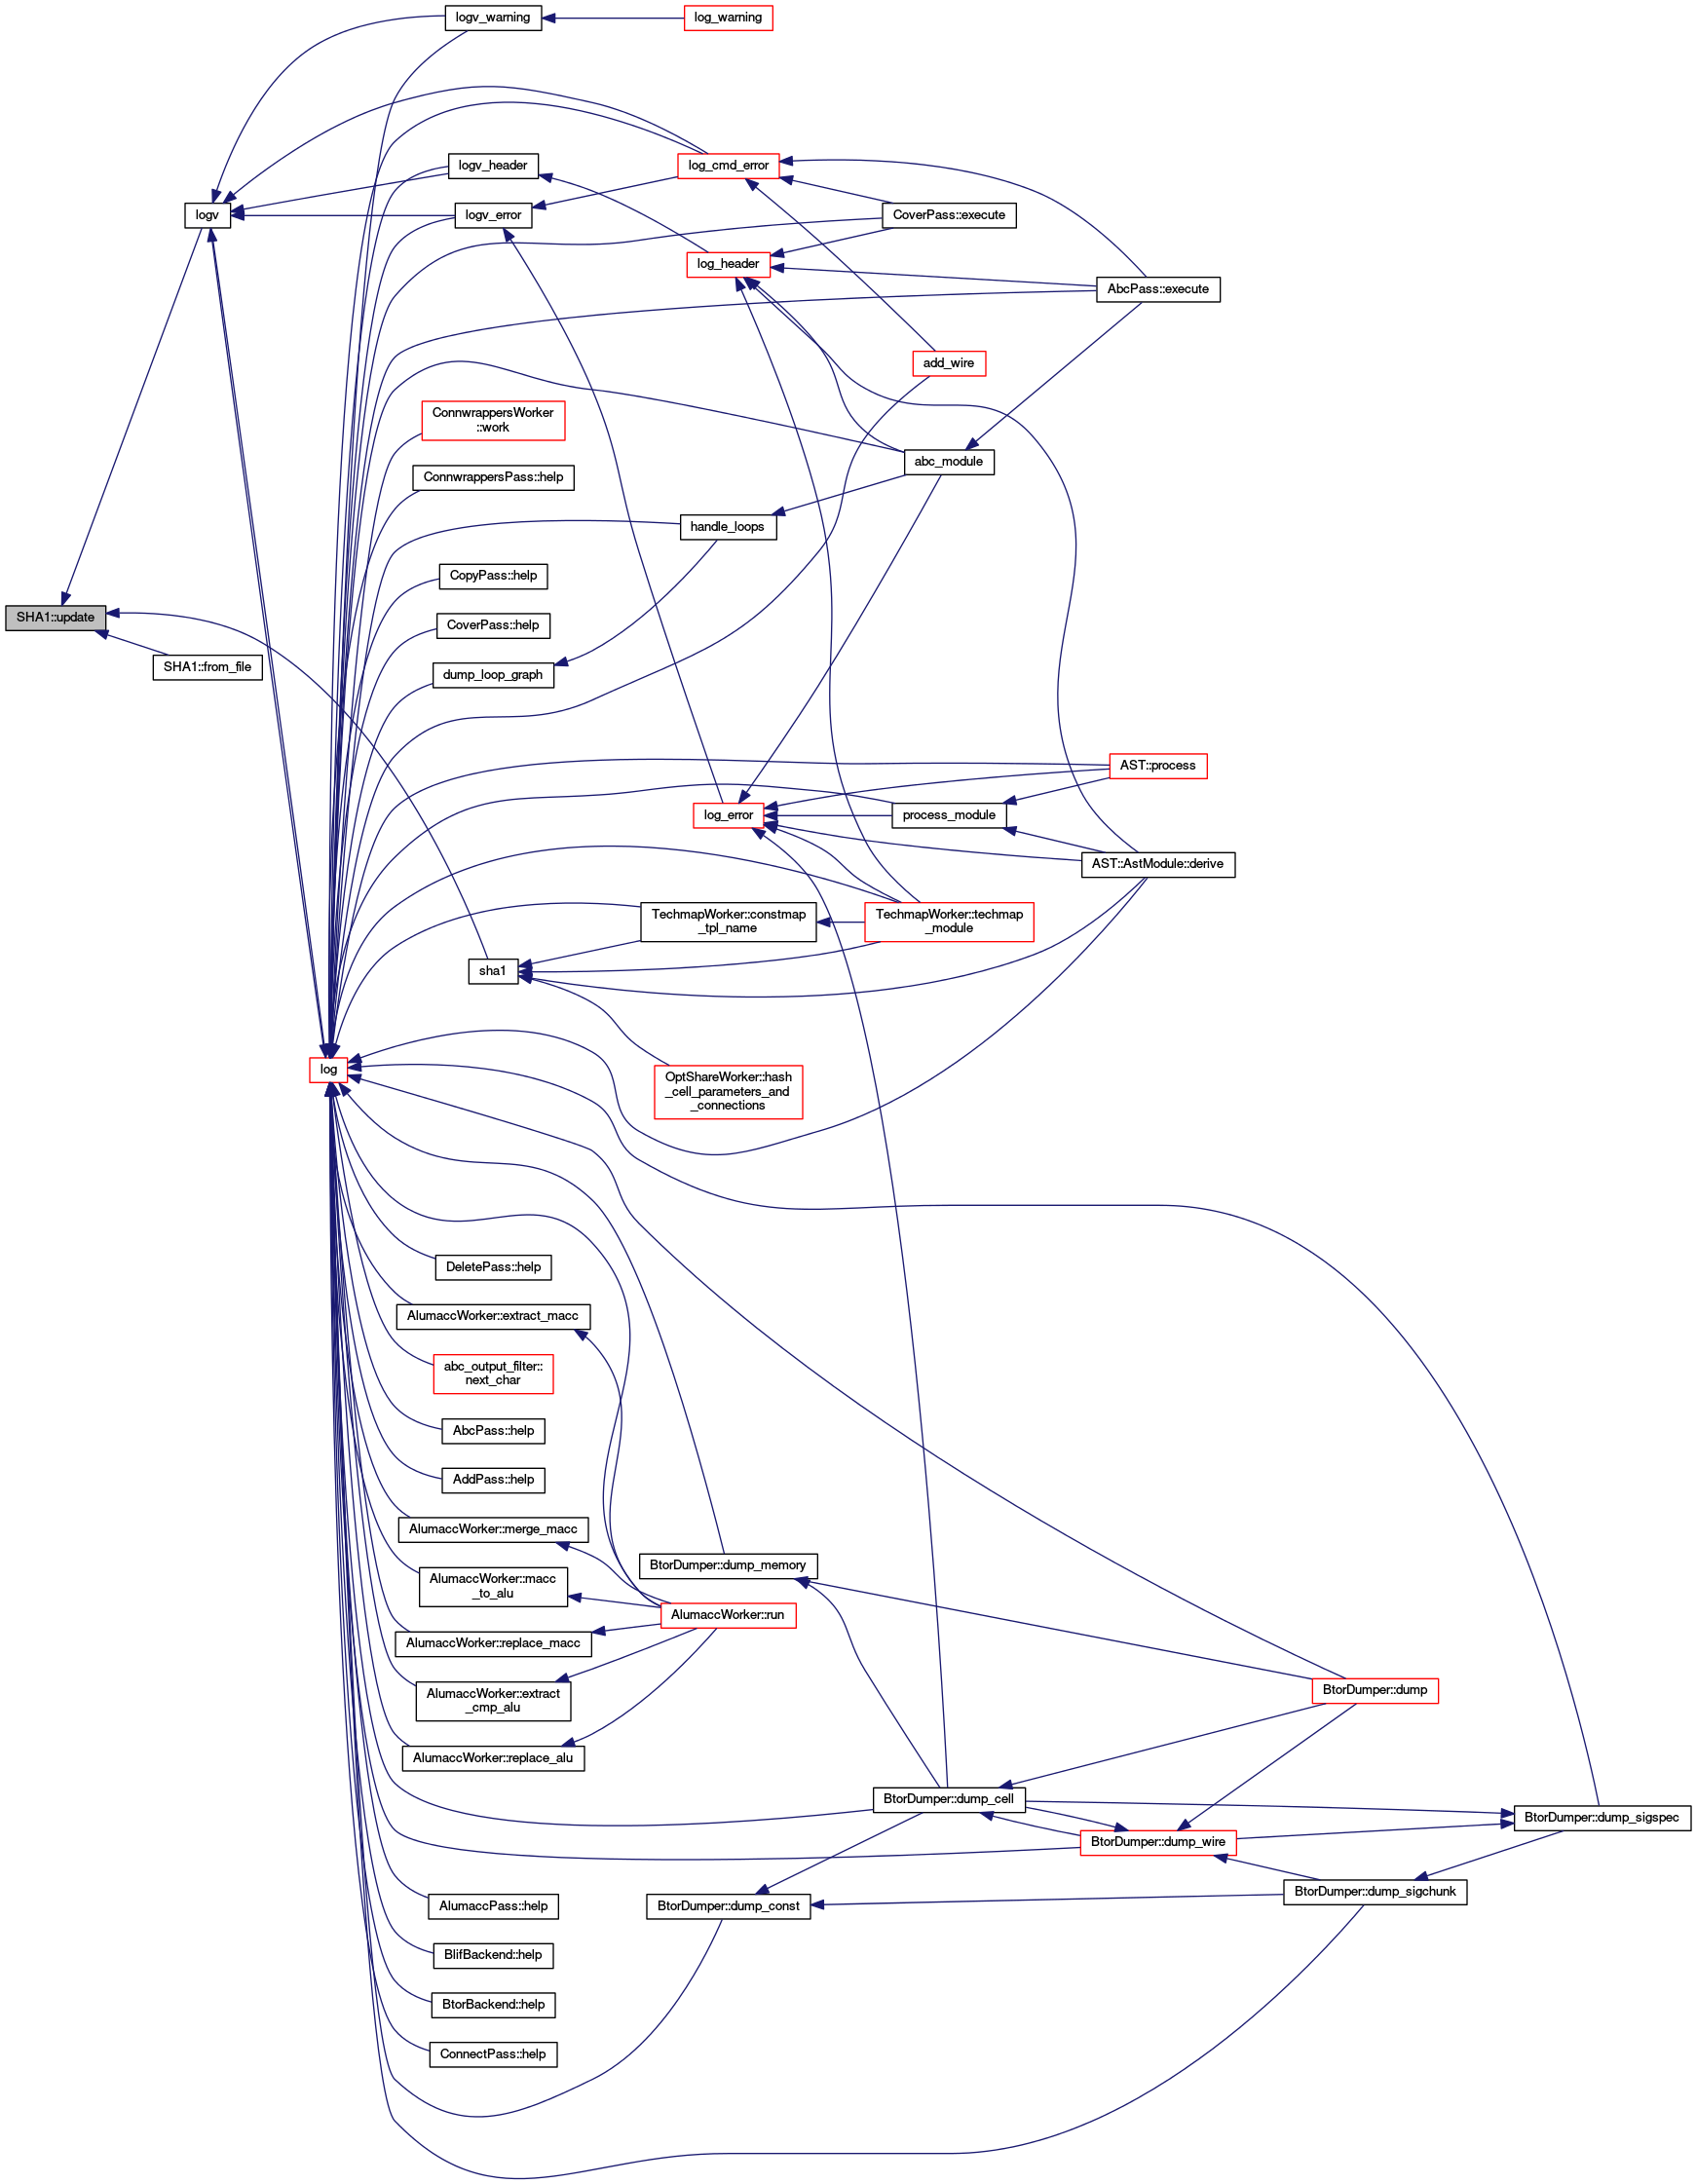 logv_warning
log_warning
logv_header
log_cmd_error
logv
logv_error
CoverPass::execute
log_header
AbcPass::execute
add_wire
ConnwrappersWorker
::work
abc_module
ConnwrappersPass::help
handle_loops
CopyPass::help
SHA1::update
CoverPass::help
SHA1::from_file
dump_loop_graph
AST::process
log_error
process_module
AST::AstModule::derive
TechmapWorker::constmap
_tpl_name
TechmapWorker::techmap
_module
sha1
log
OptShareWorker::hash
_cell_parameters_and
_connections
DeletePass::help
AlumaccWorker::extract_macc
abc_output_filter::
next_char
AbcPass::help
AddPass::help
AlumaccWorker::merge_macc
BtorDumper::dump_memory
AlumaccWorker::macc
_to_alu
AlumaccWorker::run
AlumaccWorker::replace_macc
AlumaccWorker::extract
_cmp_alu
BtorDumper::dump
AlumaccWorker::replace_alu
BtorDumper::dump_cell
BtorDumper::dump_sigspec
BtorDumper::dump_wire
BtorDumper::dump_sigchunk
AlumaccPass::help
BtorDumper::dump_const
BlifBackend::help
BtorBackend::help
ConnectPass::help